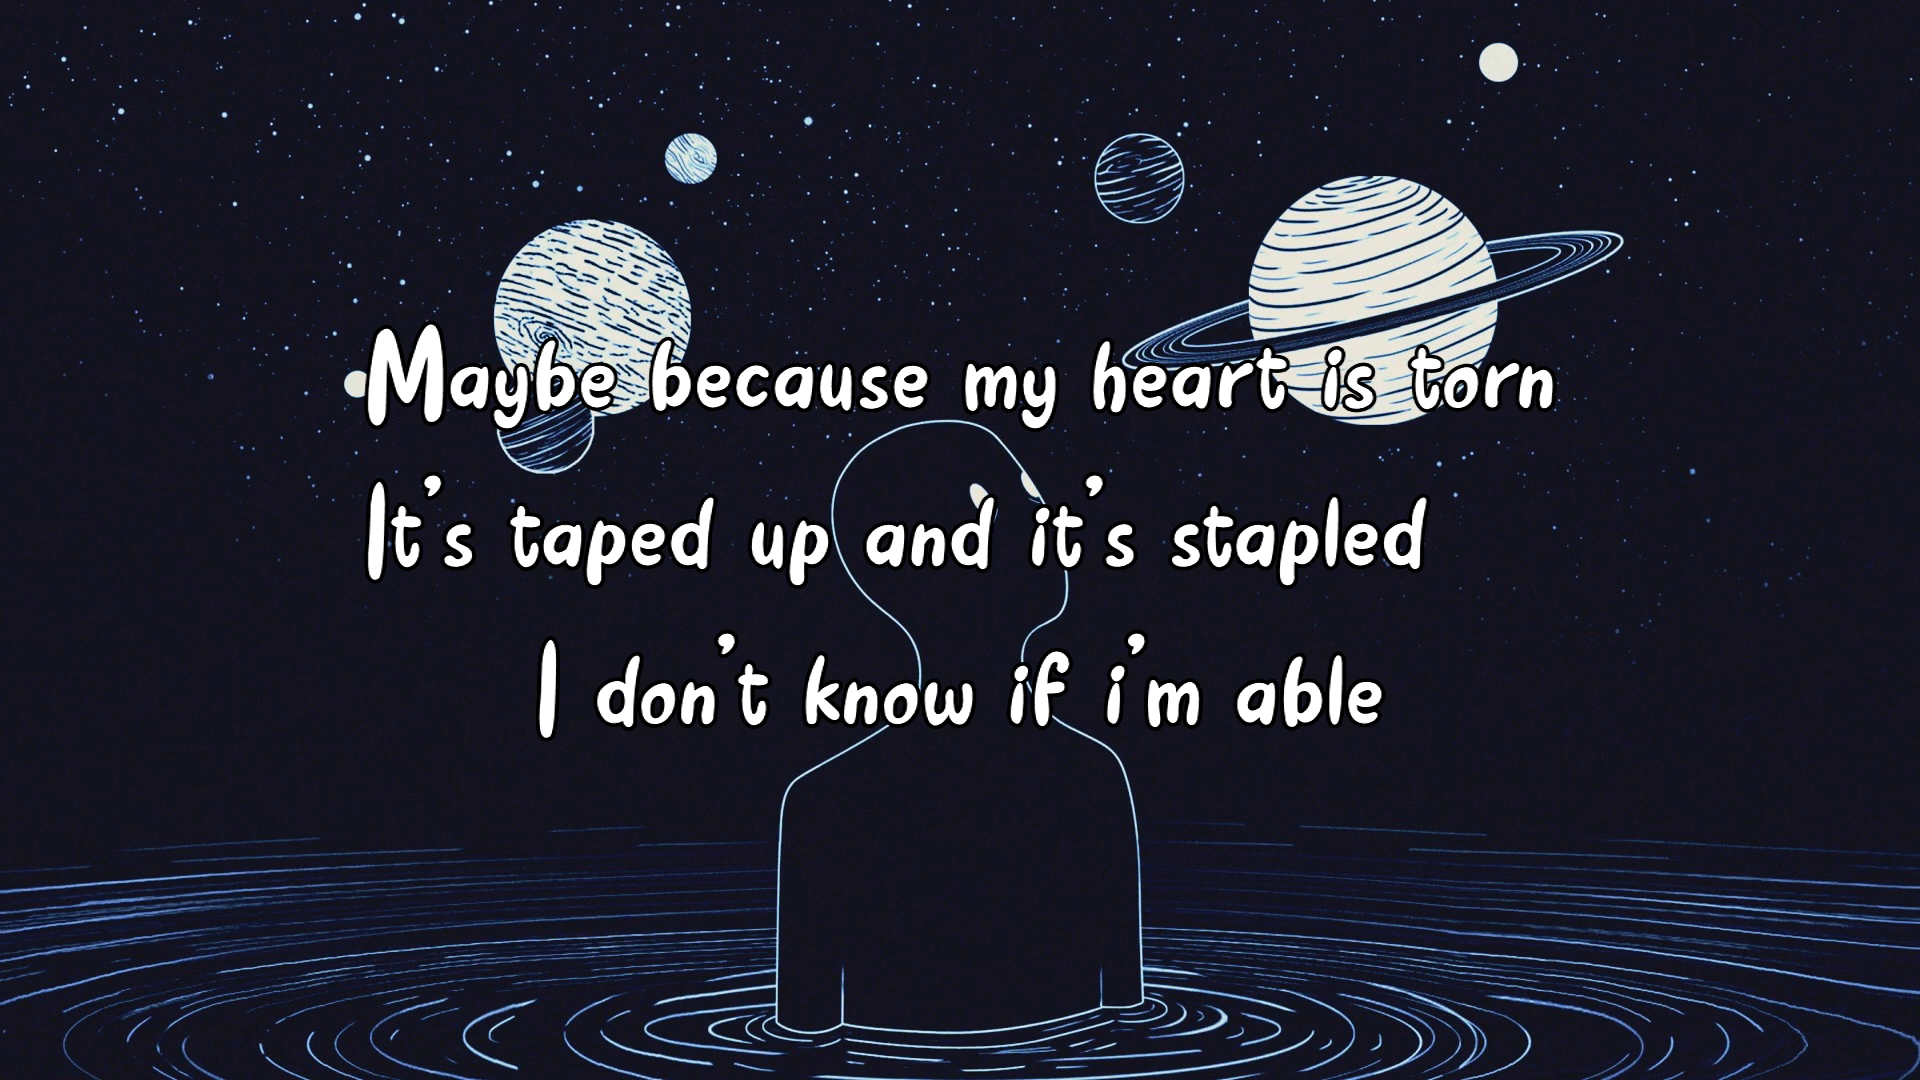 Maybe because my heart is torn
It's taped up and it's stapled
I don't know if i'm able